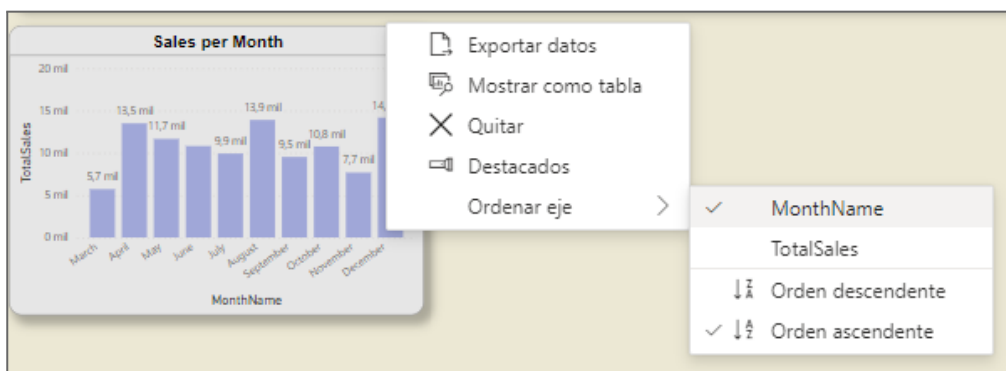 Sales per Month
20 mil
15 mil
10 mil
5 mil
0 mil
TotalSales
5,7 mil
13,5 mil
11,7 mil
9,9 mil
13,9 mil
9,5 mil
10,8 mil
7,7 mil
14,
March
April
May
June
July
August
September
October
November
December
MonthName
Exportar datos
Mostrar como tabla
Quitar
Destacados
Ordenar eje
MonthName
TotalSales
Orden descendente
Orden ascendente